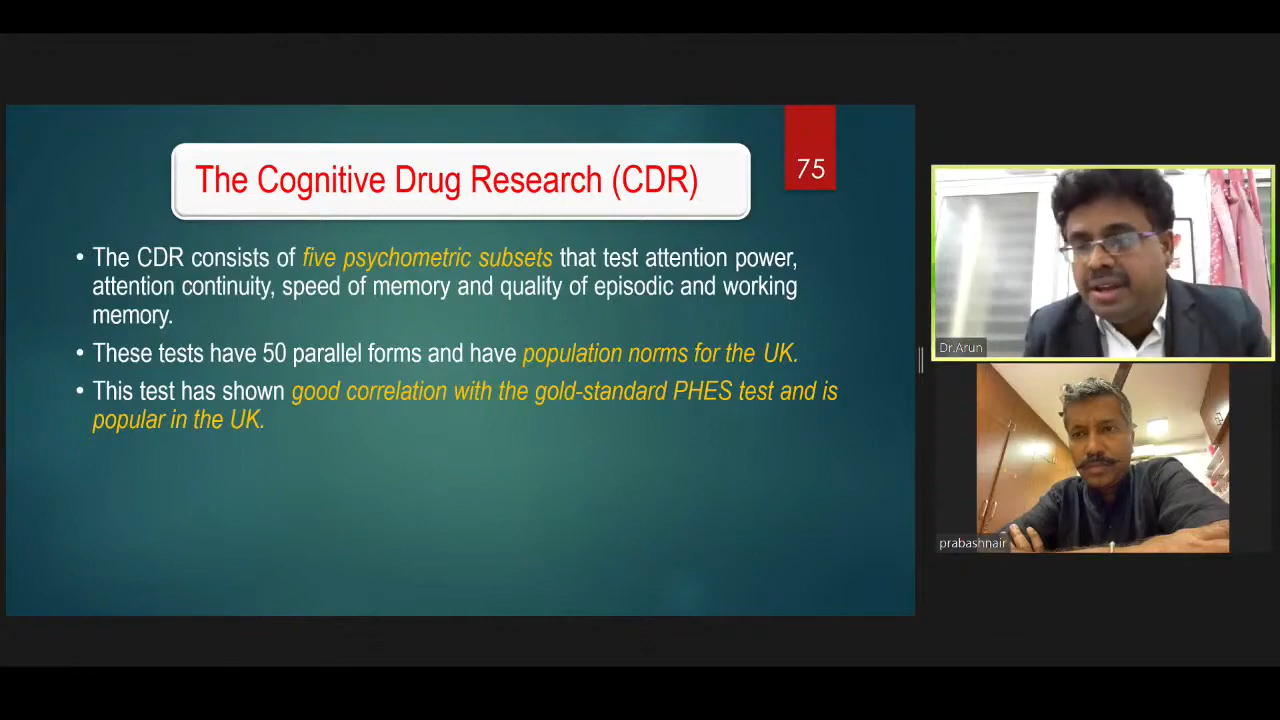 The Cognitive Drug Research (CDR)
75
• The CDR consists of five psychometric subsets that test attention power,
attention continuity, speed of memory and quality of episodic and working
memory.
• These tests have 50 parallel forms and have population norms for the UK.
• This test has shown good correlation with the gold-standard PHES test and is
popular in the UK.
Dr.Arun
prabashnair